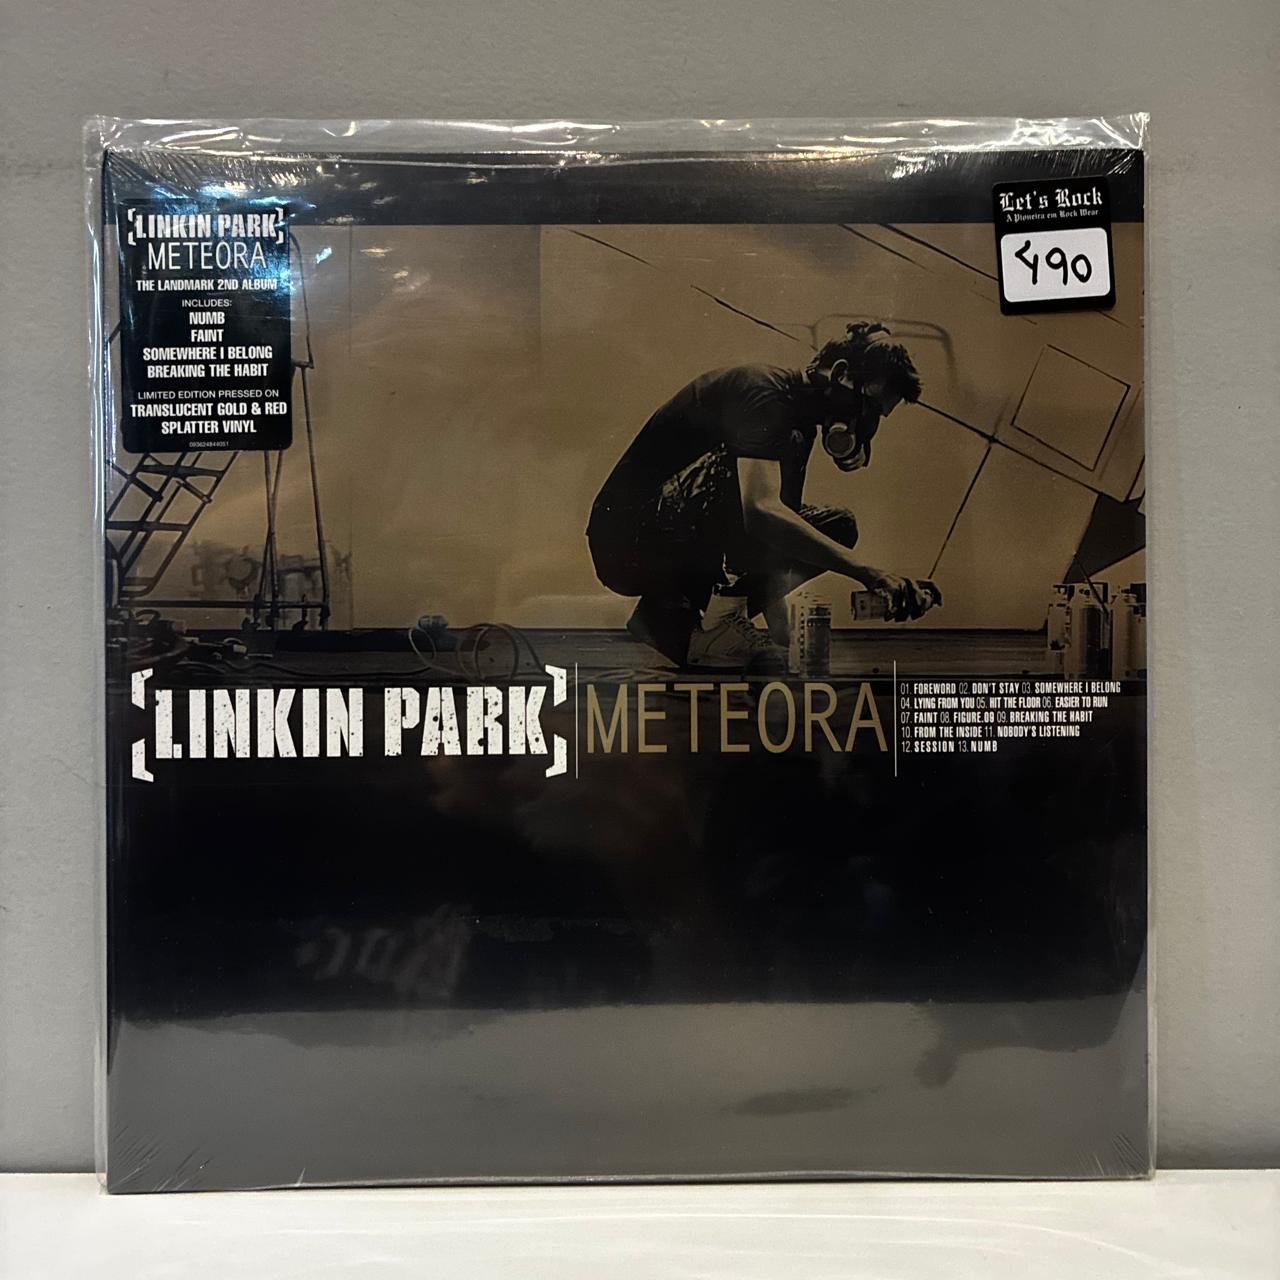 [LINKIN PARK]
METEORA
THE LANDMARK 2ND ALBUM
INCLUDES:
NUMB
FAINT
SOMEWHERE I BELONG
BREAKING THE HABIT
LIMITED EDITION PRESSED ON
TRANSLUCENT GOLD & RED
SPLATTER VINYL
093624844051
Let's Rock
A Pioneira em Rock Wear
490
[LINKIN PARK] METEORA
01. FOREWORD 02. DON'T STAY 03. SOMEWHERE I BELONG
04. LYING FROM YOU 05. HIT THE FLOOR 06. EASIER TO RUN
07. FAINT 08. FIGURE.09 09. BREAKING THE HABIT
10. FROM THE INSIDE 11. NOBODY'S LISTENING
12. SESSION 13. NUMB